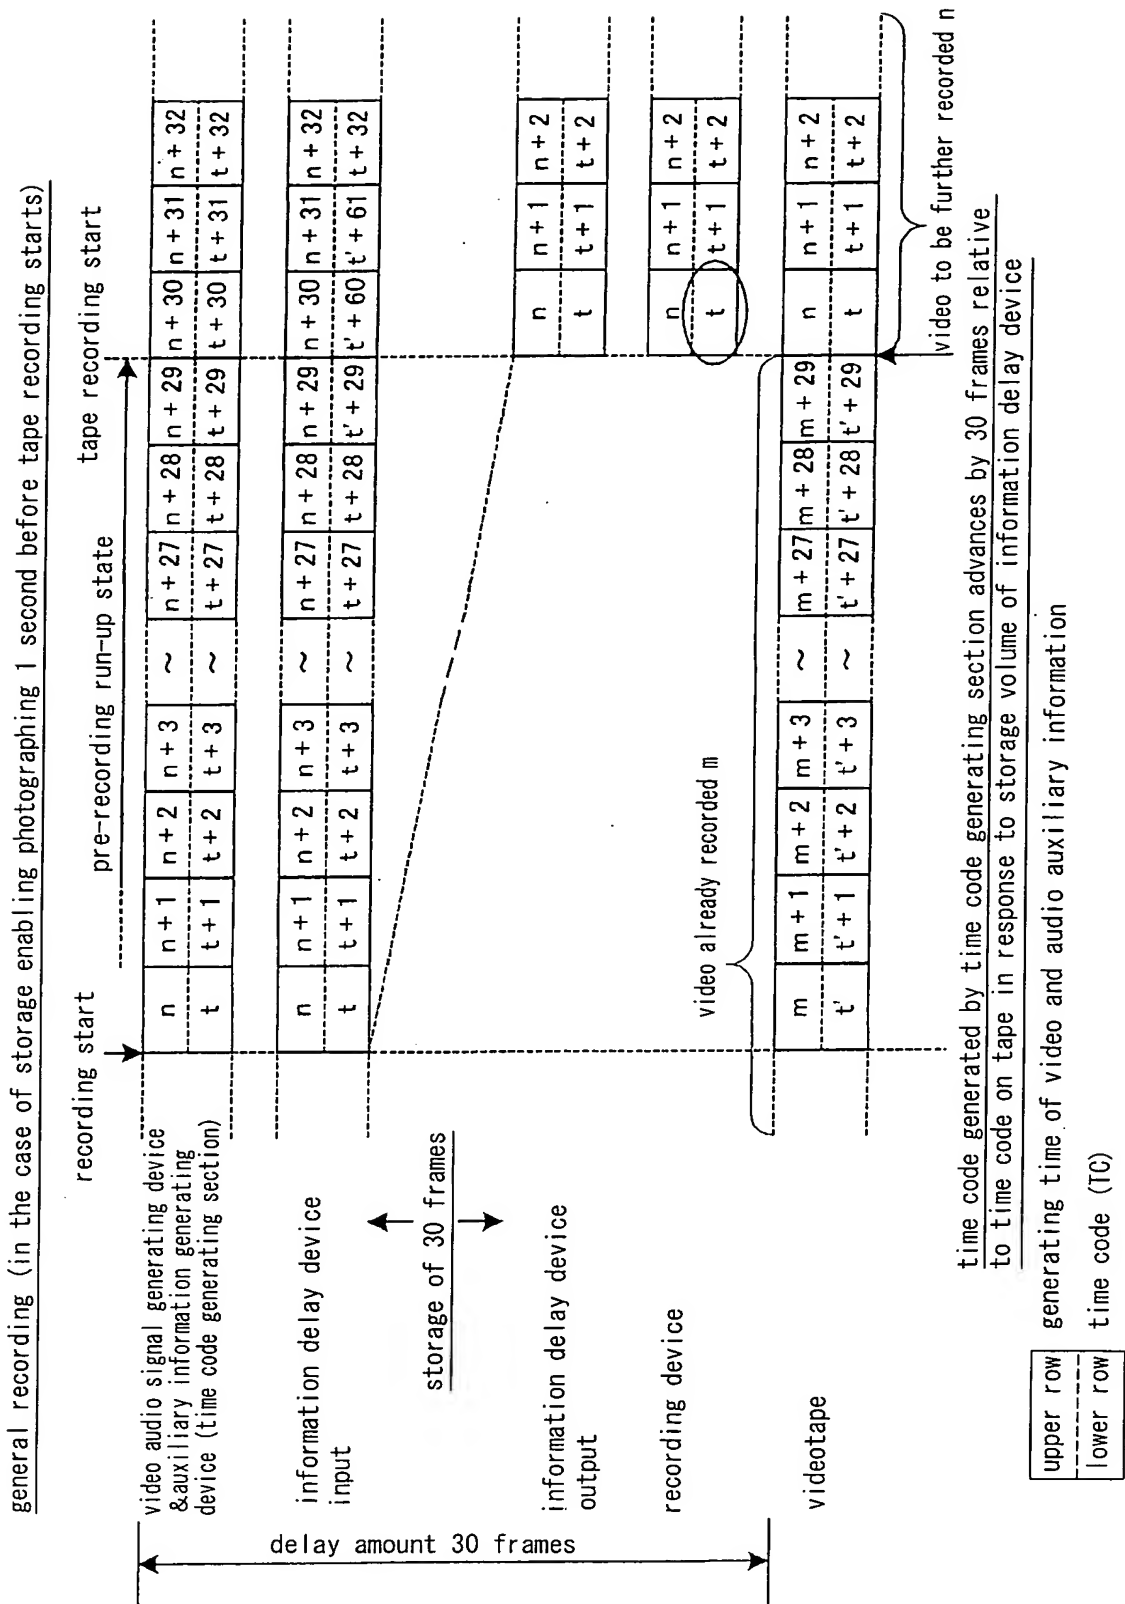 general recording (in the case of storage enabling photographing 1 second before tape recording starts)
recording start
pre-recording run-up state
tape recording start
video audio signal generating device
&auxiliary information generating
device (time code generating section)
n n+1 n+2 n+3 ~ n+27 n+28 n+29 n+30 n+31 n+32
t t+1 t+2 t+3 ~ t+27 t+28 t+29 t+30 t+31 t+32
information delay device
input
n n+1 n+2 n+3 ~ n+27 n+28 n+29 n+30 n+31 n+32
t t+1 t+2 t+3 ~ t+27 t'+28 t'+29 t'+60 t'+61 t+32
storage of 30 frames
delay amount 30 frames
information delay device
output
n n+1 n+2
t t+1 t+2
recording device
n n+1 n+2
t t+1 t+2
video already recorded m
videotape
m m+1 m+2 m+3 ~ m+27 m+28 m+29 n n+1 n+2
t' t'+1 t'+2 t'+3 ~ t'+27 t'+28 t'+29 t t+1 t+2
video to be further recorded n
time code generated by time code generating section advances by 30 frames relative
to time code on tape in response to storage volume of information delay device
upper row generating time of video and audio auxiliary information
lower row time code (TC)